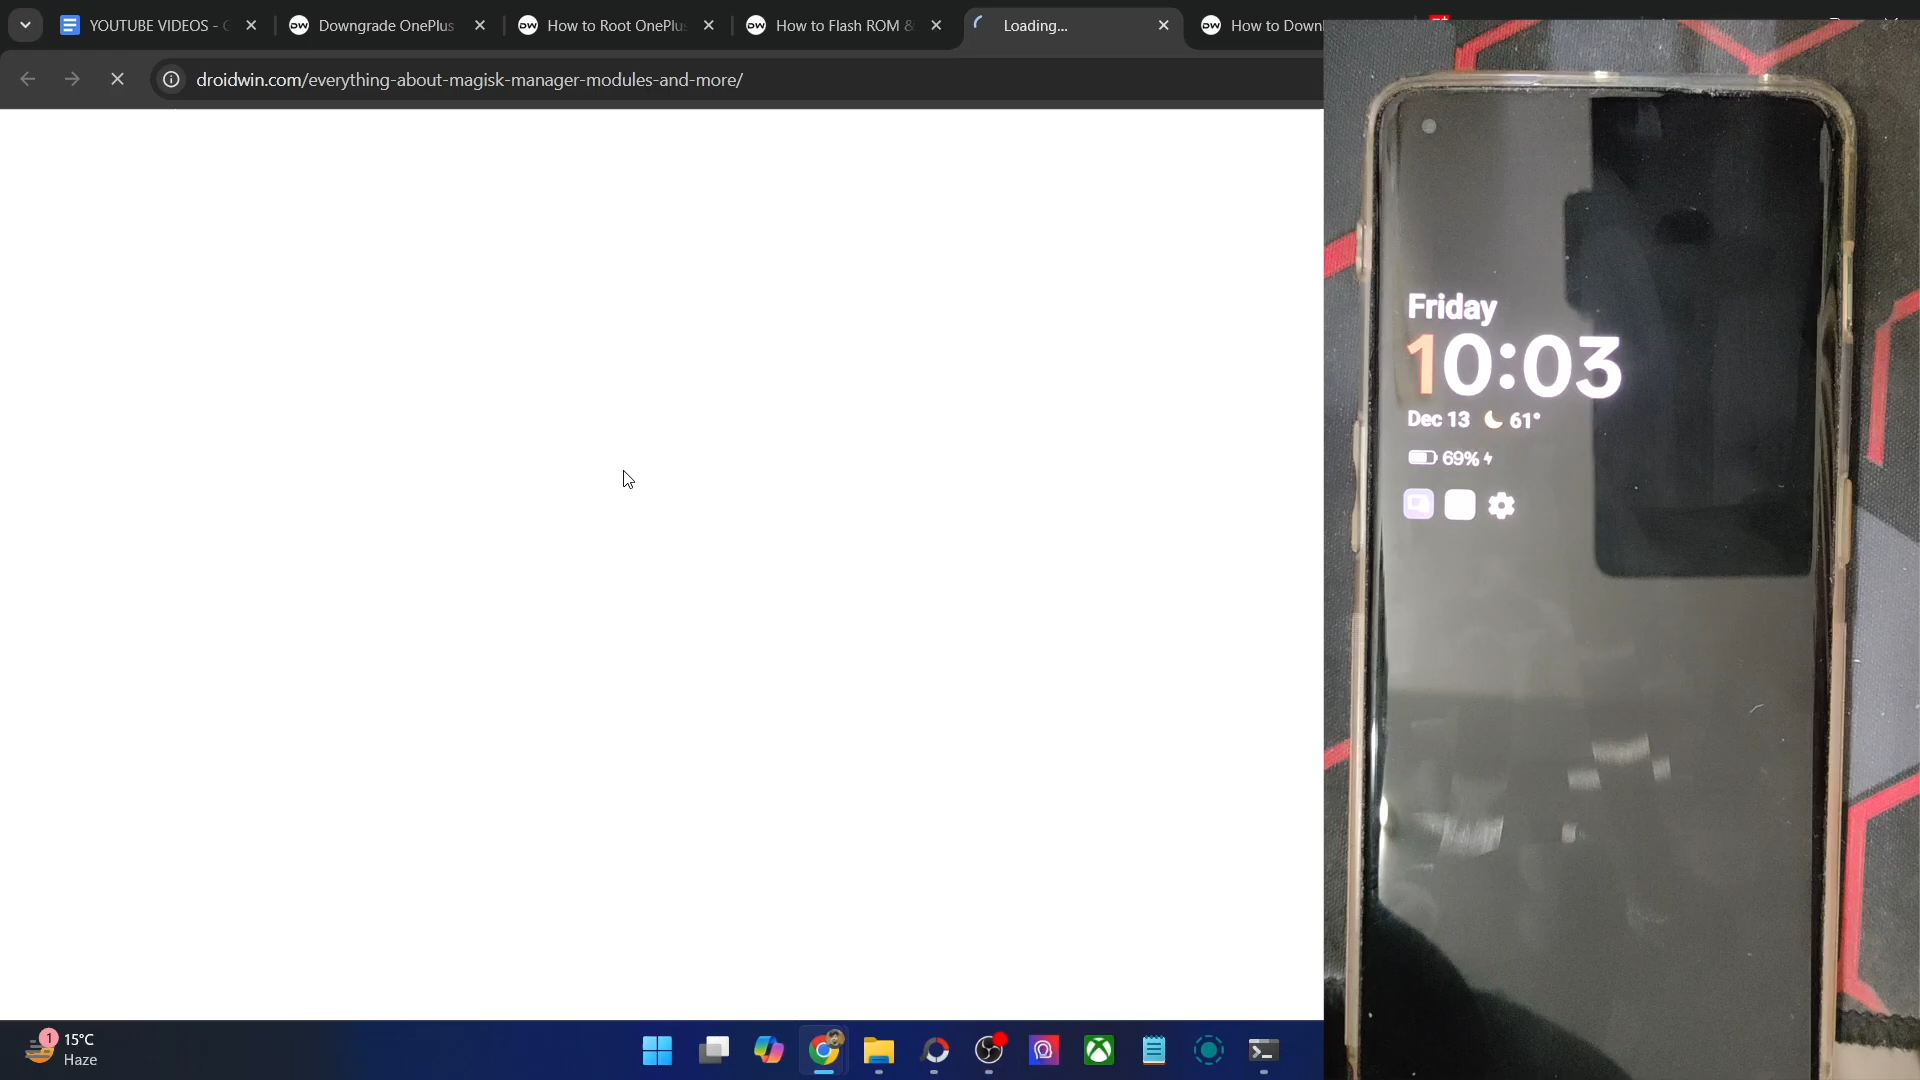 YOUTUBE VIDEOS -
Downgrade OnePlus
How to Root OnePlu
How to Flash ROM &
Loading...
How to Down
droidwin.com/everything-about-magisk-manager-modules-and-more/
Friday
10:03
Dec 13 61°
69%
1
15°C
Haze